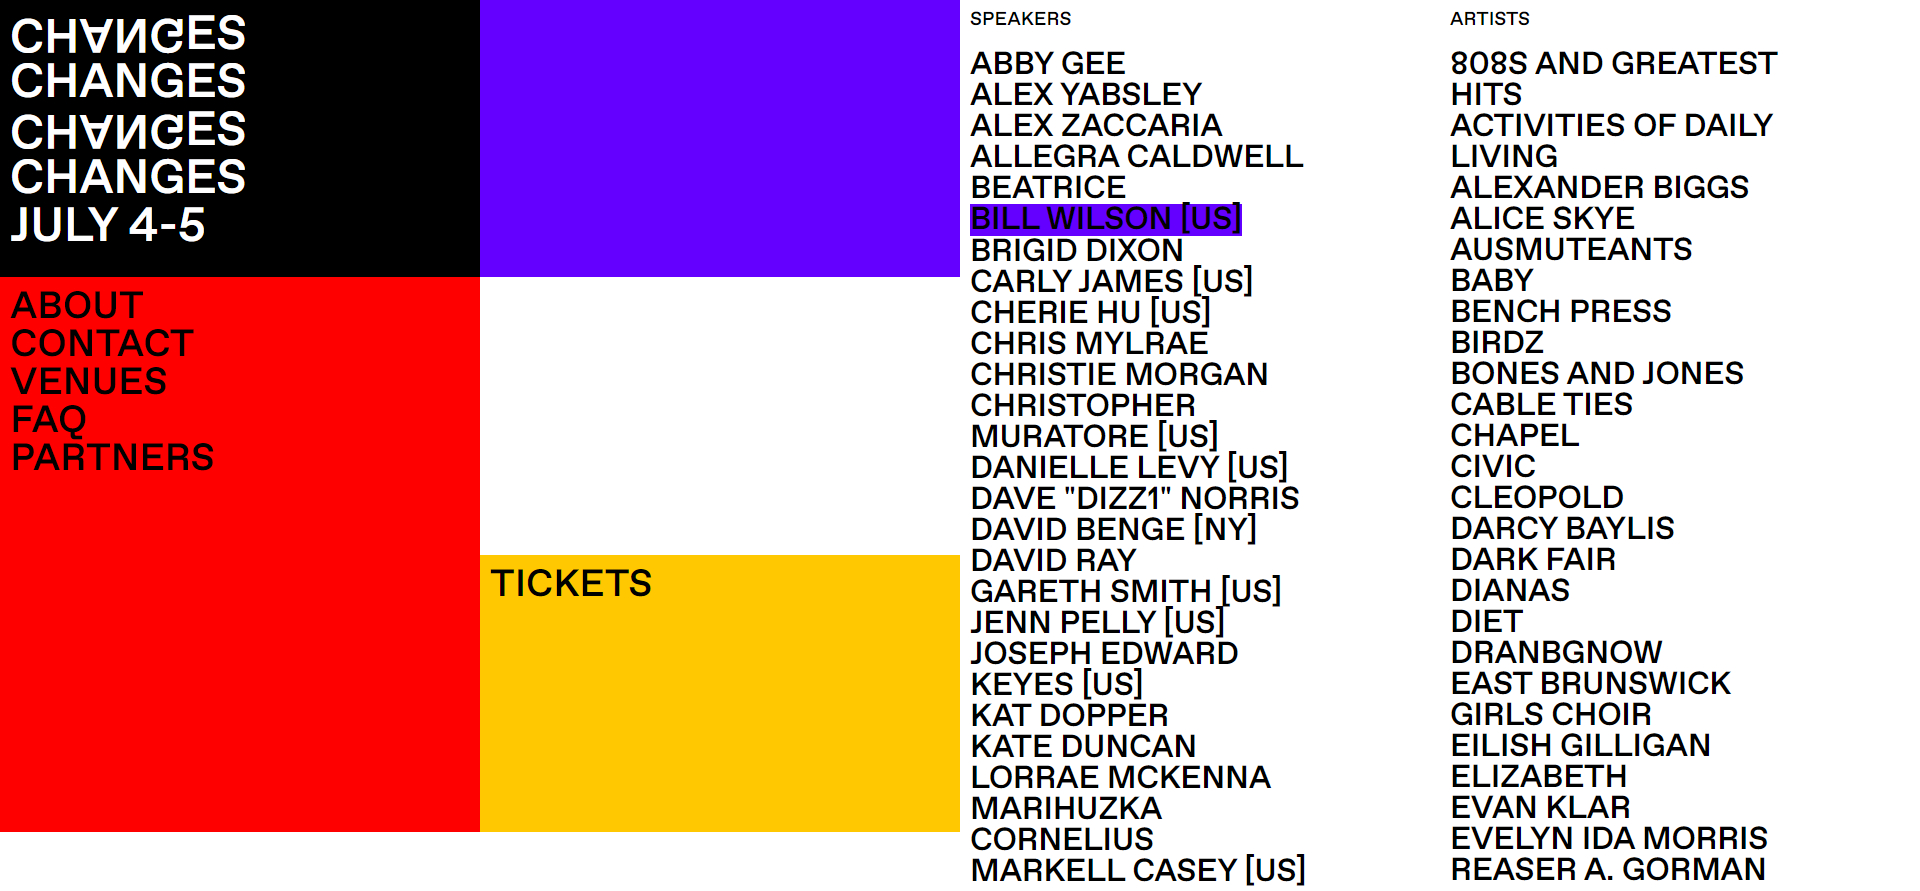 CHANGES
CHANGES
CHANGES
CHANGES
JULY 4-5
ABOUT
CONTACT
VENUES
FAQ
PARTNERS
TICKETS
SPEAKERS
ABBY GEE
ALEX YABSLEY
ALEX ZACCARIA
ALLEGRA CALDWELL
BEATRICE
BILL WILSON [US]
BRIGID DIXON
CARLY JAMES [US]
CHERIE HU [US]
CHRIS MYLRAE
CHRISTIE MORGAN
CHRISTOPHER
MURATORE [US]
DANIELLE LEVY [US]
DAVE "DIZZ1" NORRIS
DAVID BENGE [NY]
DAVID RAY
GARETH SMITH [US]
JENN PELLY [US]
JOSEPH EDWARD
KEYES [US]
KAT DOPPER
KATE DUNCAN
LORRAE MCKENNA
MARIHUZKA
CORNELIUS
MARKELL CASEY [US]
ARTISTS
808S AND GREATEST
HITS
ACTIVITIES OF DAILY
LIVING
ALEXANDER BIGGS
ALICE SKYE
AUSMUTEANTS
BABY
BENCH PRESS
BIRDZ
BONES AND JONES
CABLE TIES
CHAPEL
CIVIC
CLEOPOLD
DARCY BAYLIS
DARK FAIR
DIANAS
DIET
DRANBGNOW
EAST BRUNSWICK
GIRLS CHOIR
EILISH GILLIGAN
ELIZABETH
EVAN KLAR
EVELYN IDA MORRIS
REASER A. GORMAN